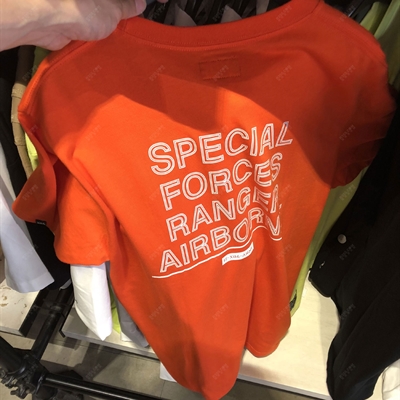 SPECIAL
FORCES
RANGER.
AIRBORN